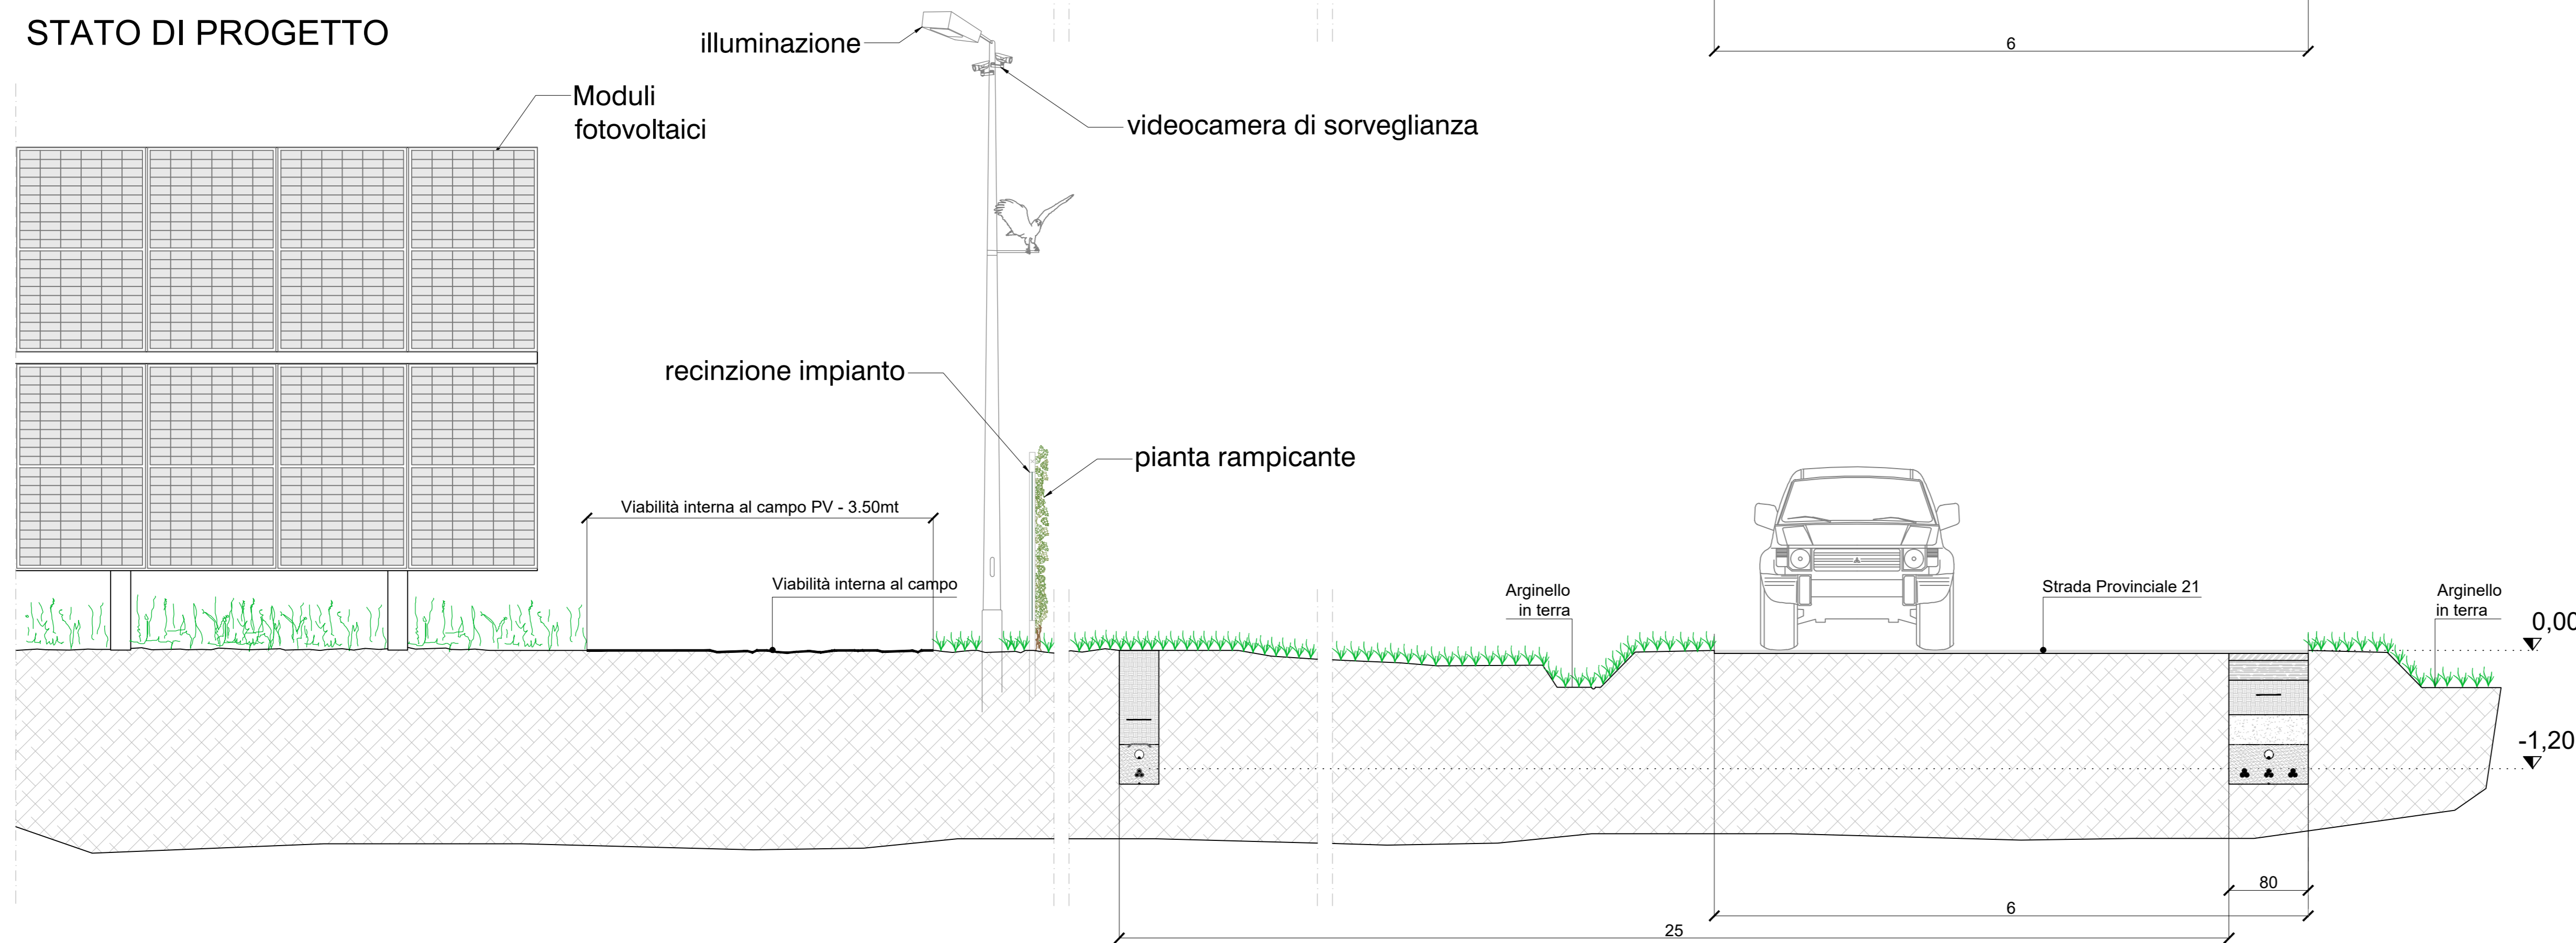 STATO DI PROGETTO
illuminazione
6
Moduli
fotovoltaici
videocamera di sorveglianza
recinzione impianto
pianta rampicante
Viabilità interna al campo PV - 3.50mt
Viabilità interna al campo
Arginello
in terra
Strada Provinciale 21
Arginello
in terra
0,00
-1,20
80
6
25